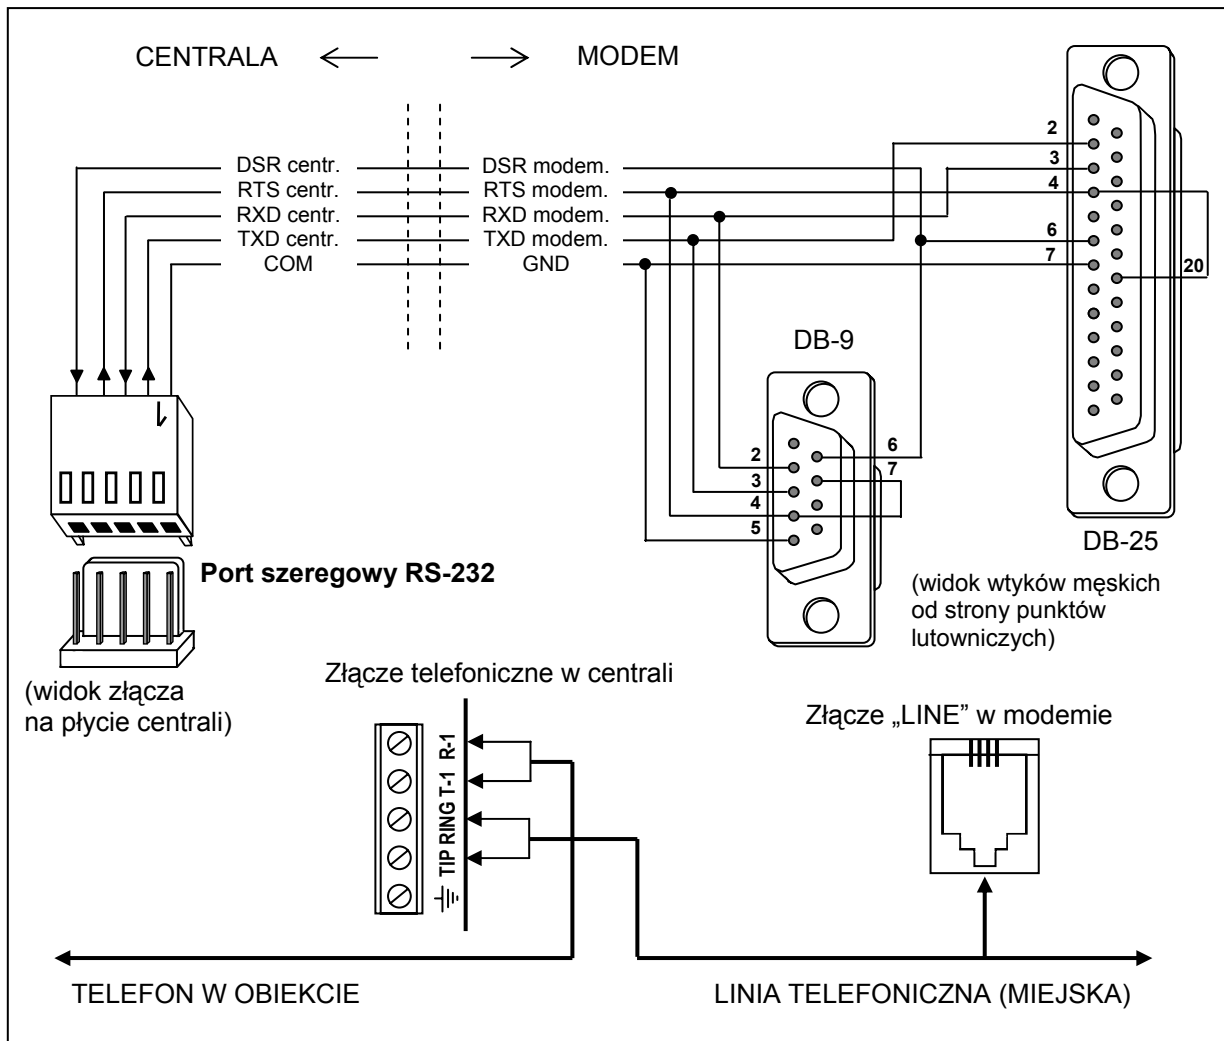 CENTRALA
MODEM
DSR centr.
DSR modem.
RTS centr.
RTS modem.
RXD centr.
RXD modem.
TXD centr.
TXD modem.
COM
GND
2
3
4
6
7
20
DB-25
DB-9
2
3
4
5
6
7
(widok wtyków męskich
od strony punktów
lutowniczych)
Port szeregowy RS-232
(widok złącza
na płycie centrali)
Złącze telefoniczne w centrali
TIP RING T-1 R-1
Złącze „LINE” w modemie
TELEFON W OBIEKCIE
LINIA TELEFONICZNA (MIEJSKA)